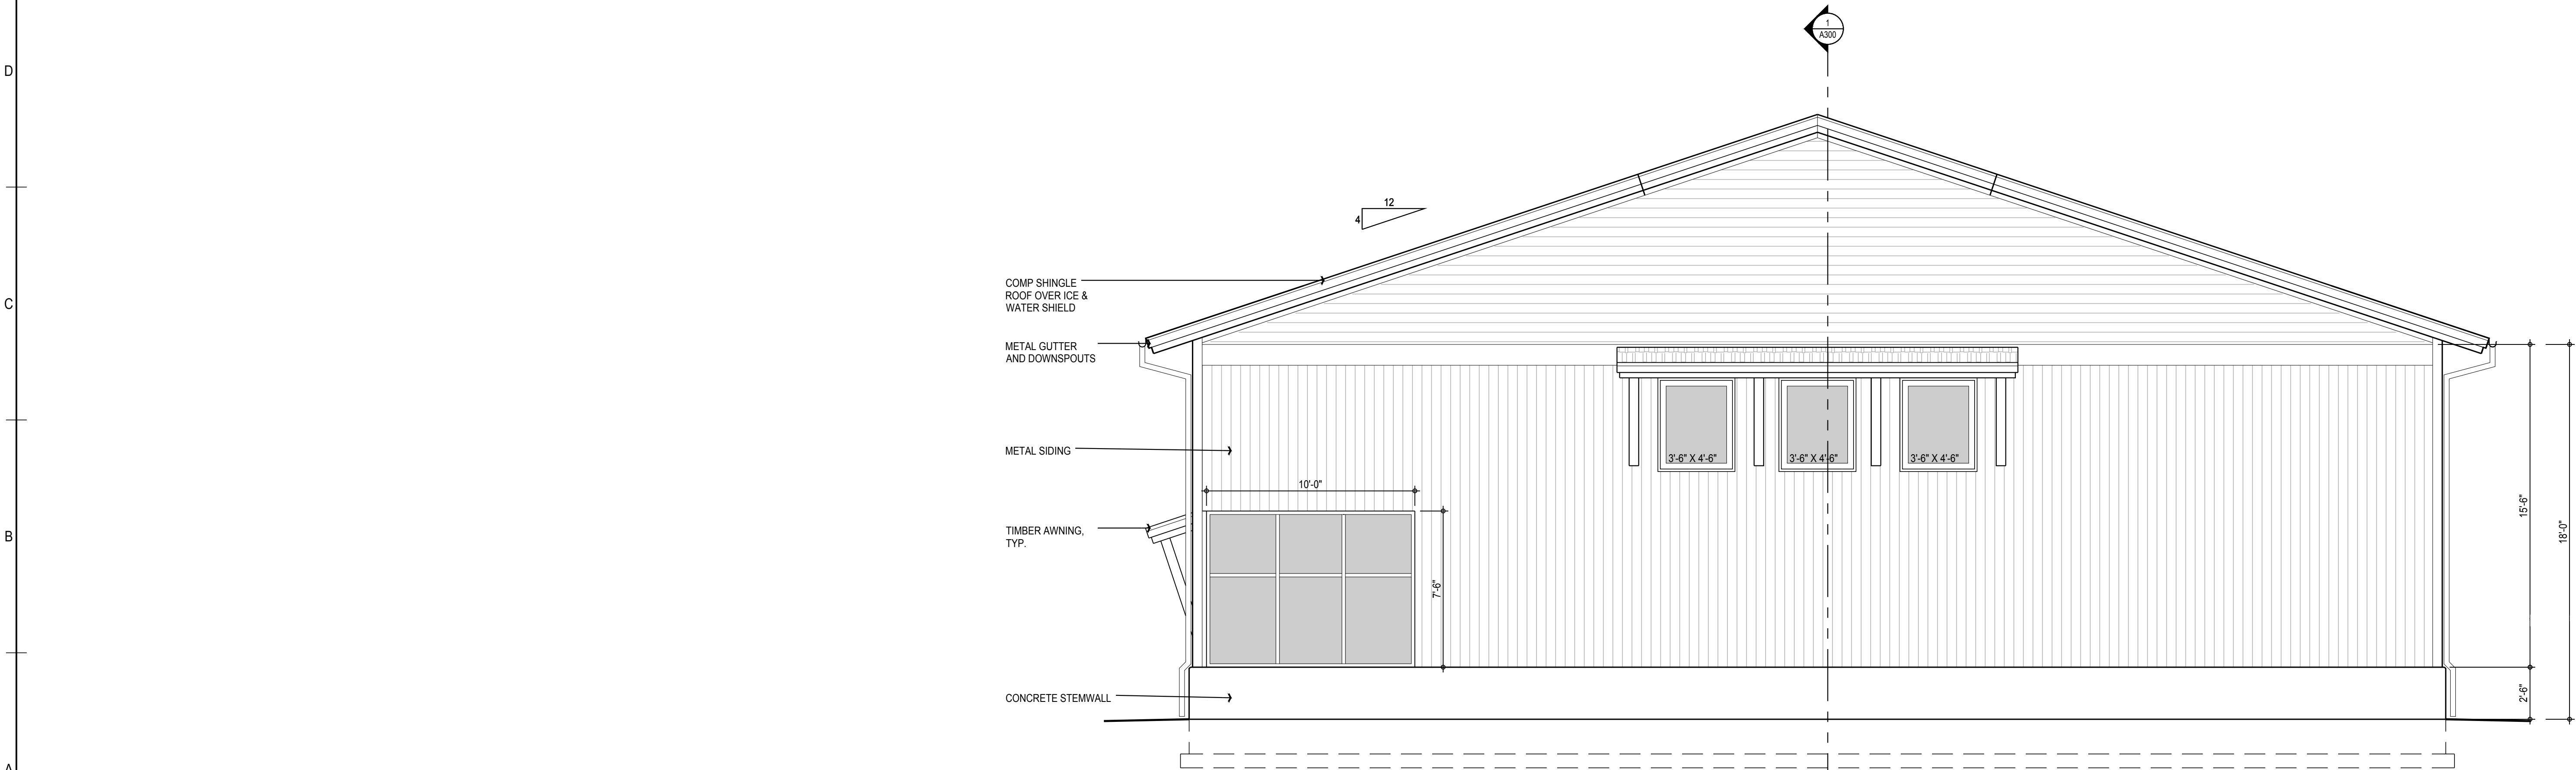 1
A300
D
12
4
COMP SHINGLE
ROOF OVER ICE &
WATER SHIELD
C
METAL GUTTER
AND DOWNSPOUTS
METAL SIDING
3'-6" X 4'-6"
3'-6" X 4'-6"
3'-6" X 4'-6"
10'-0"
15'-6"
18'-0"
TIMBER AWNING,
TYP.
B
7'-6"
CONCRETE STEMWALL
2'-6"
A